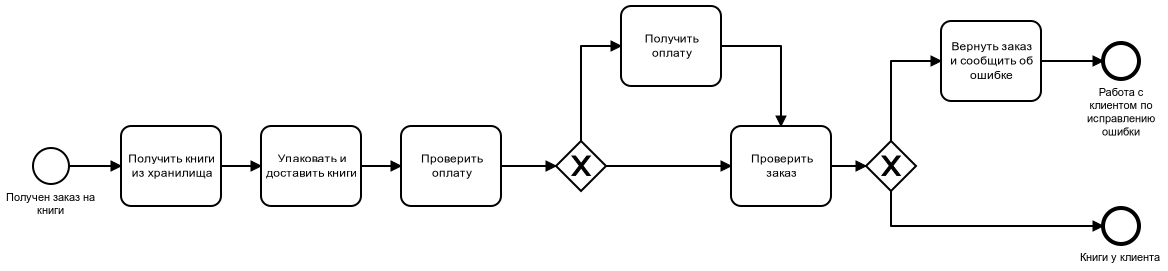 Получен заказ на
книги
Получить книги
из хранилища
Упаковать и
доставить книги
Проверить
оплату
X
Получить
оплату
Проверить
заказ
X
Вернуть заказ
и сообщить об
ошибке
Работа с
клиентом по
исправлению
ошибки
Книги у клиента